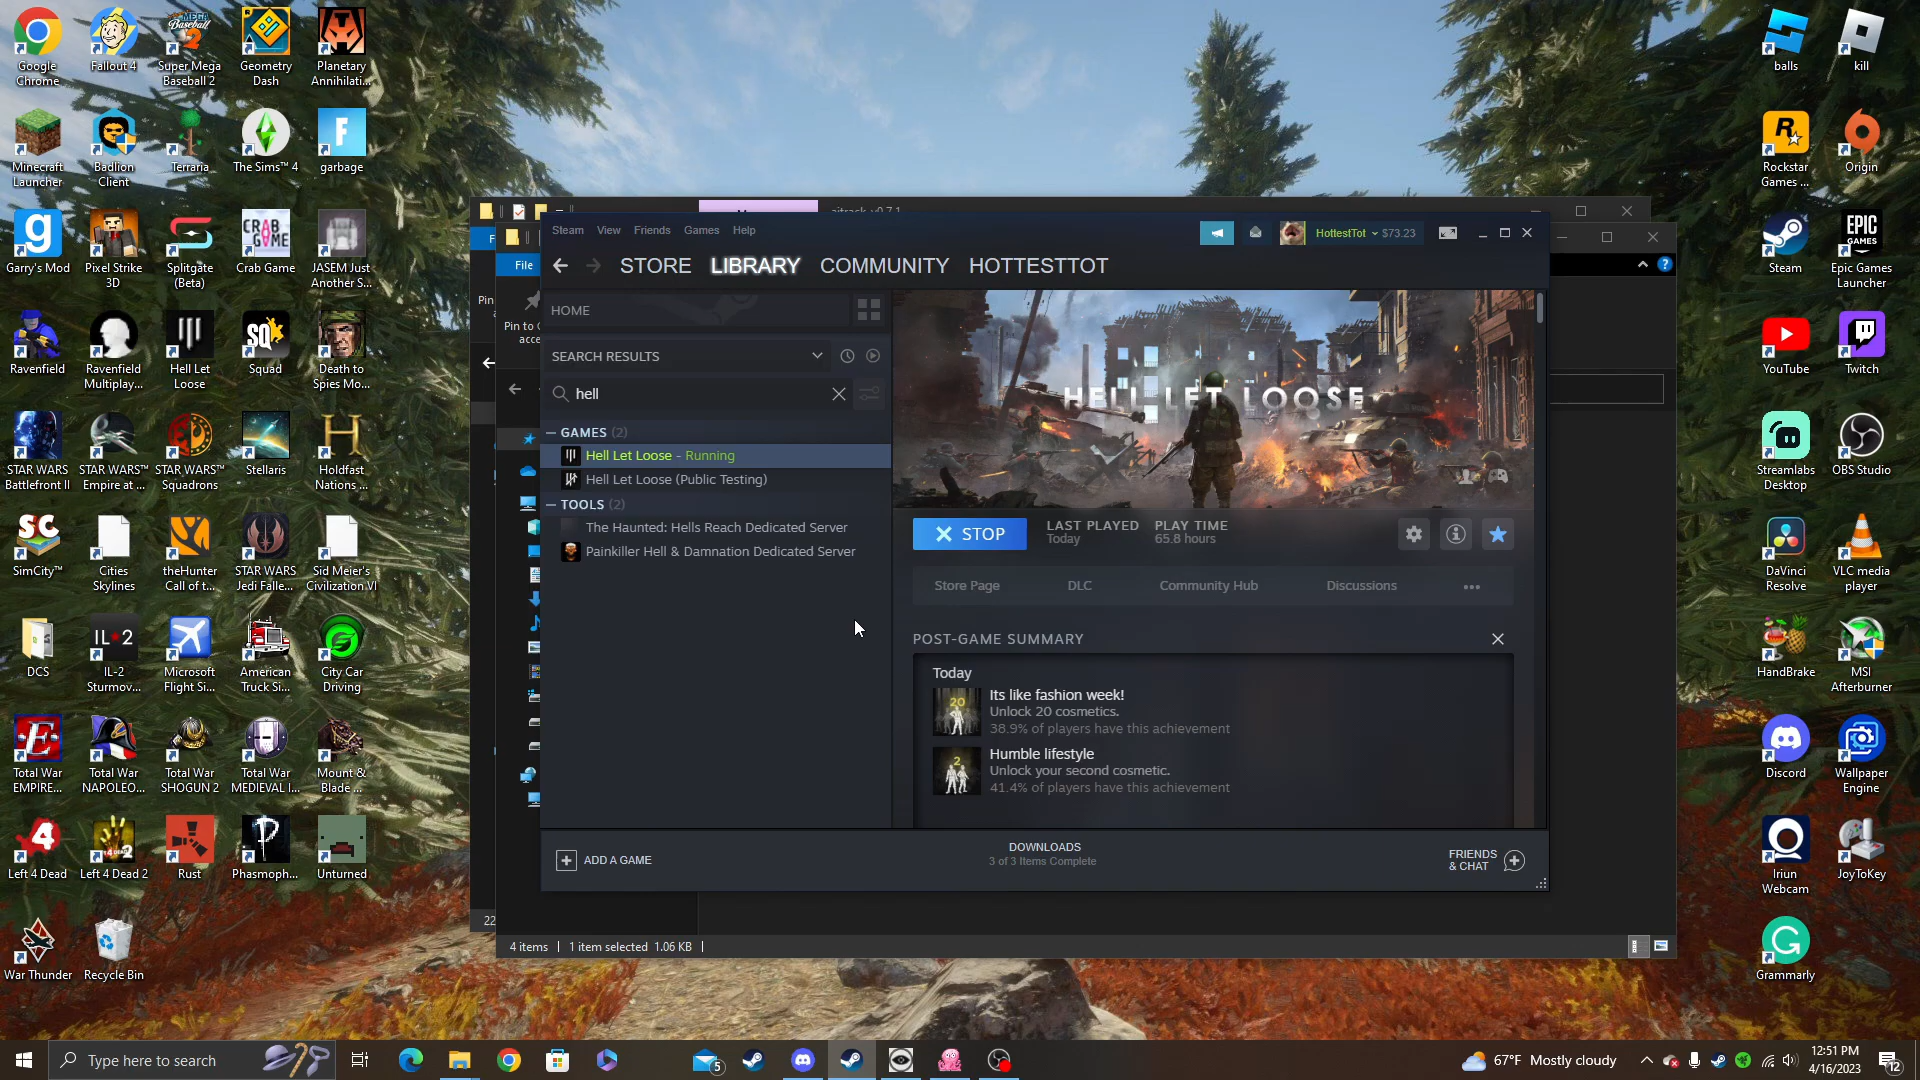 Google
Chrome
Fallout 4
Super Mega
Baseball 2
Geometry
Dash
Planetary
Annihilati...
Minecraft
Launcher
Badlion
Client
Terraria
The Sims™ 4
garbage
Garry's Mod
Pixel Strike
3D
Splitgate
(Beta)
Crab Game
JASEM Just
Another S...
Ravenfield
Ravenfield
Multiplay...
Hell Let
Loose
Squad
Death to
Spies Mo...
STAR WARS
Battlefront II
STAR WARS™
Empire at ...
STAR WARS™
Squadrons
Stellaris
Holdfast
Nations ...
SimCity™
Cities
Skylines
theHunter
Call of t...
STAR WARS
Jedi Falle...
Sid Meier's
Civilization VI
DCS
IL-2
Sturmov...
Microsoft
Flight Si...
American
Truck Si...
City Car
Driving
Total War
EMPIRE...
Total War
NAPOLEO...
Total War
SHOGUN 2
Total War
MEDIEVAL I...
Mount &
Blade ...
Left 4 Dead
Left 4 Dead 2
Rust
Phasmoph...
Unturned
War Thunder
Recycle Bin
File
Pin
Pin to
acce
22
4 items
1 item selected 1.06 KB
Steam View Friends Games Help
HottestTot $73.23
STORE LIBRARY COMMUNITY HOTTESTTOT
HOME
SEARCH RESULTS
hell
— GAMES (2)
Hell Let Loose - Running
Hell Let Loose (Public Testing)
— TOOLS (2)
The Haunted: Hells Reach Dedicated Server
Painkiller Hell & Damnation Dedicated Server
HELL LET LOOSE
STOP
LAST PLAYED
Today
PLAY TIME
65.8 hours
Store Page DLC Community Hub Discussions
POST-GAME SUMMARY
Today
20
Its like fashion week!
Unlock 20 cosmetics.
38.9% of players have this achievement
2
Humble lifestyle
Unlock your second cosmetic.
41.4% of players have this achievement
ADD A GAME
DOWNLOADS
3 of 3 Items Complete
FRIENDS
& CHAT
balls
kill
Rockstar
Games ...
Origin
Steam
EPIC
GAMES
Epic Games
Launcher
YouTube
Twitch
Streamlabs
Desktop
OBS Studio
DaVinci
Resolve
VLC media
player
HandBrake
MSI
Afterburner
Discord
Wallpaper
Engine
Iriun
Webcam
JoyToKey
Grammarly
Type here to search
5
67°F Mostly cloudy
12:51 PM
4/16/2023
12